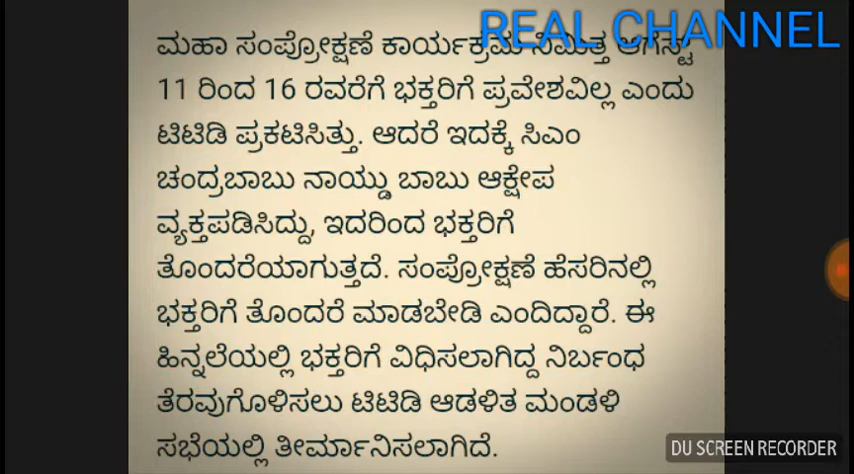 REAL CHANNEL
ಮಹಾ ಸಂಪ್ರೋಕ್ಷಣೆ ಕಾರ್ಯಕ್ರಮ ನಿಮಿತ್ತ ಆಗಸ್ಟ್
11 ರಿಂದ 16 ರವರೆಗೆ ಭಕ್ತರಿಗೆ ಪ್ರವೇಶವಿಲ್ಲ ಎಂದು
ಟಿಟಿಡಿ ಪ್ರಕಟಿಸಿತ್ತು. ಆದರೆ ಇದಕ್ಕೆ ಸಿಎಂ
ಚಂದ್ರಬಾಬು ನಾಯ್ಡು ಬಾಬು ಆಕ್ಷೇಪ
ವ್ಯಕ್ತಪಡಿಸಿದ್ದು, ಇದರಿಂದ ಭಕ್ತರಿಗೆ
ತೊಂದರೆಯಾಗುತ್ತದೆ. ಸಂಪ್ರೋಕ್ಷಣೆ ಹೆಸರಿನಲ್ಲಿ
ಭಕ್ತರಿಗೆ ತೊಂದರೆ ಮಾಡಬೇಡಿ ಎಂದಿದ್ದಾರೆ. ಈ
ಹಿನ್ನಲೆಯಲ್ಲಿ ಭಕ್ತರಿಗೆ ವಿಧಿಸಲಾಗಿದ್ದ ನಿರ್ಬಂಧ
ತೆರವುಗೊಳಿಸಲು ಟಿಟಿಡಿ ಆಡಳಿತ ಮಂಡಳಿ
ಸಭೆಯಲ್ಲಿ ತೀರ್ಮಾನಿಸಲಾಗಿದೆ.
DU SCREEN RECORDER